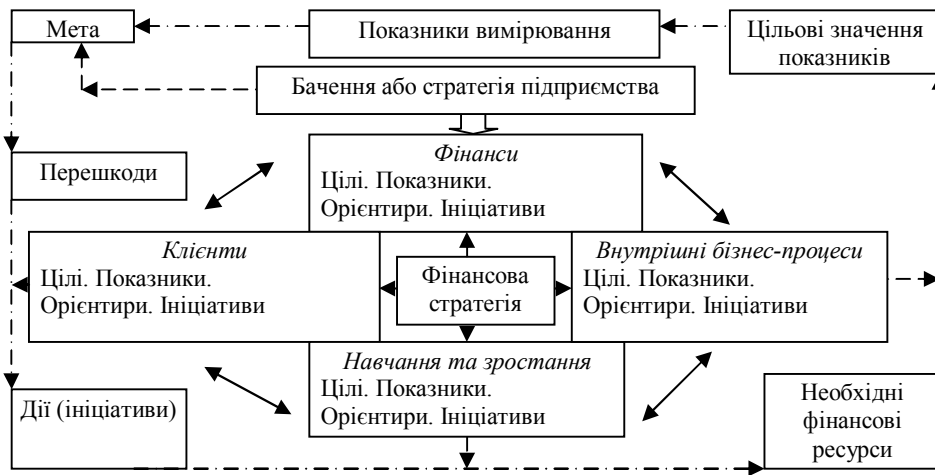 Мета
Показники вимірювання
Цільові значення
показників
Бачення або стратегія підприємства
Фінанси
Цілі. Показники.
Орієнтири. Ініціативи
Перешкоди
Клієнти
Цілі. Показники.
Орієнтири. Ініціативи
Фінансова
стратегія
Внутрішні бізнес-процеси
Цілі. Показники.
Орієнтири. Ініціативи
Навчання та зростання
Цілі. Показники.
Орієнтири. Ініціативи
Дії (ініціативи)
Необхідні
фінансові
ресурси